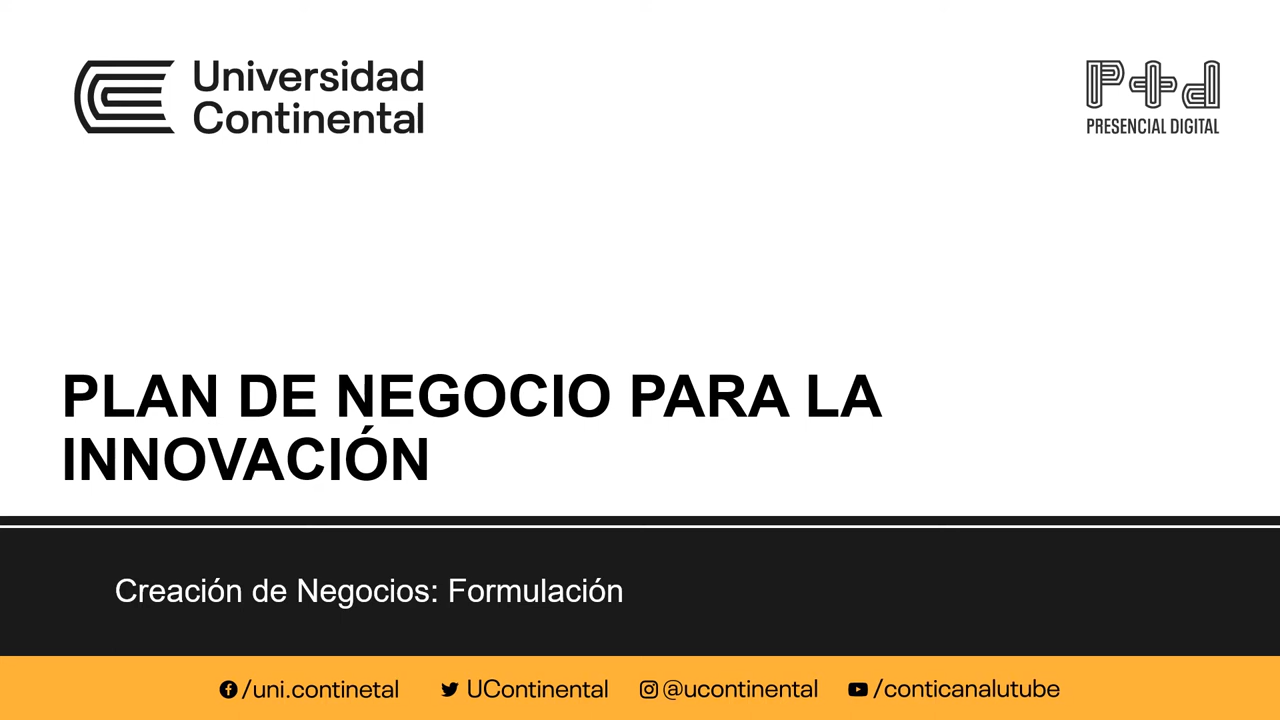 Universidad
Continental
P+d
PRESENCIAL DIGITAL
PLAN DE NEGOCIO PARA LA
INNOVACIÓN
Creación de Negocios: Formulación
/uni.continetal UContinental @ucontinental /conticanalutube